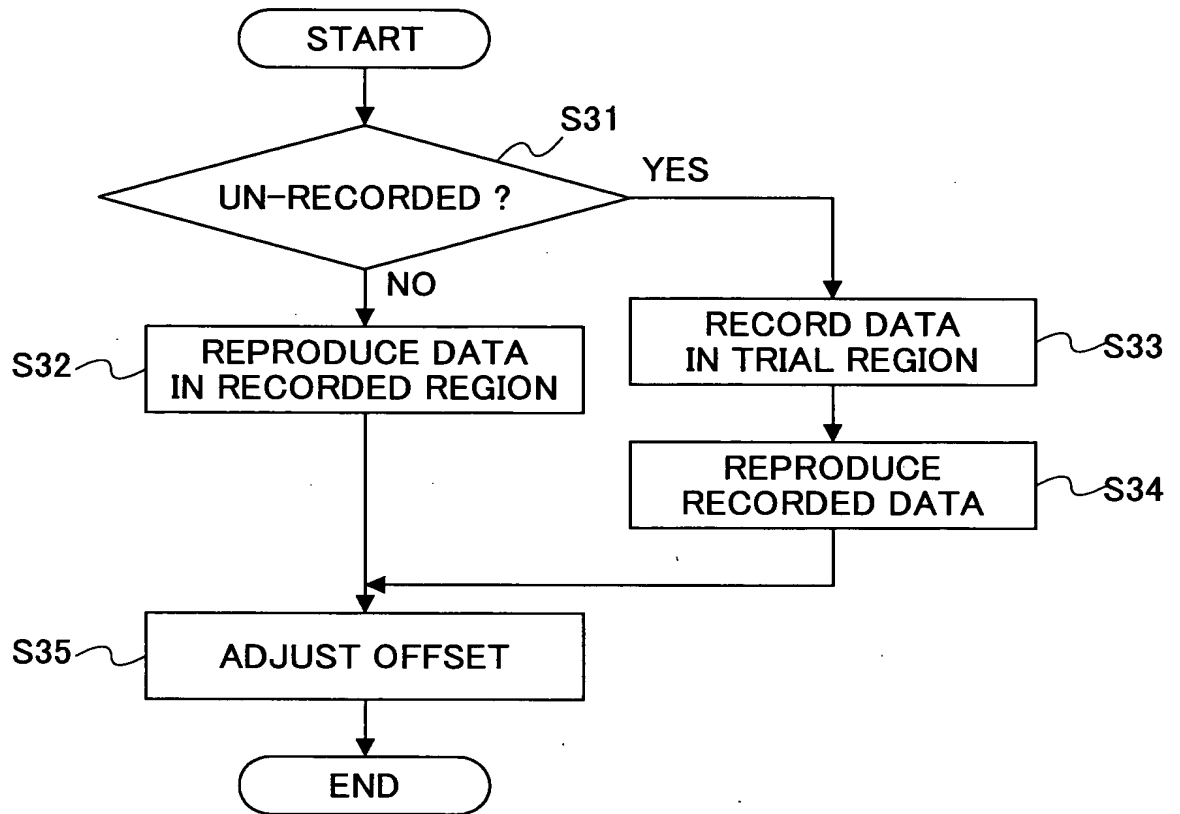 START
S31
UN-RECORDED ?
YES
NO
S32
REPRODUCE DATA
IN RECORDED REGION
RECORD DATA
IN TRIAL REGION
S33
REPRODUCE
RECORDED DATA
S34
S35
ADJUST OFFSET
END